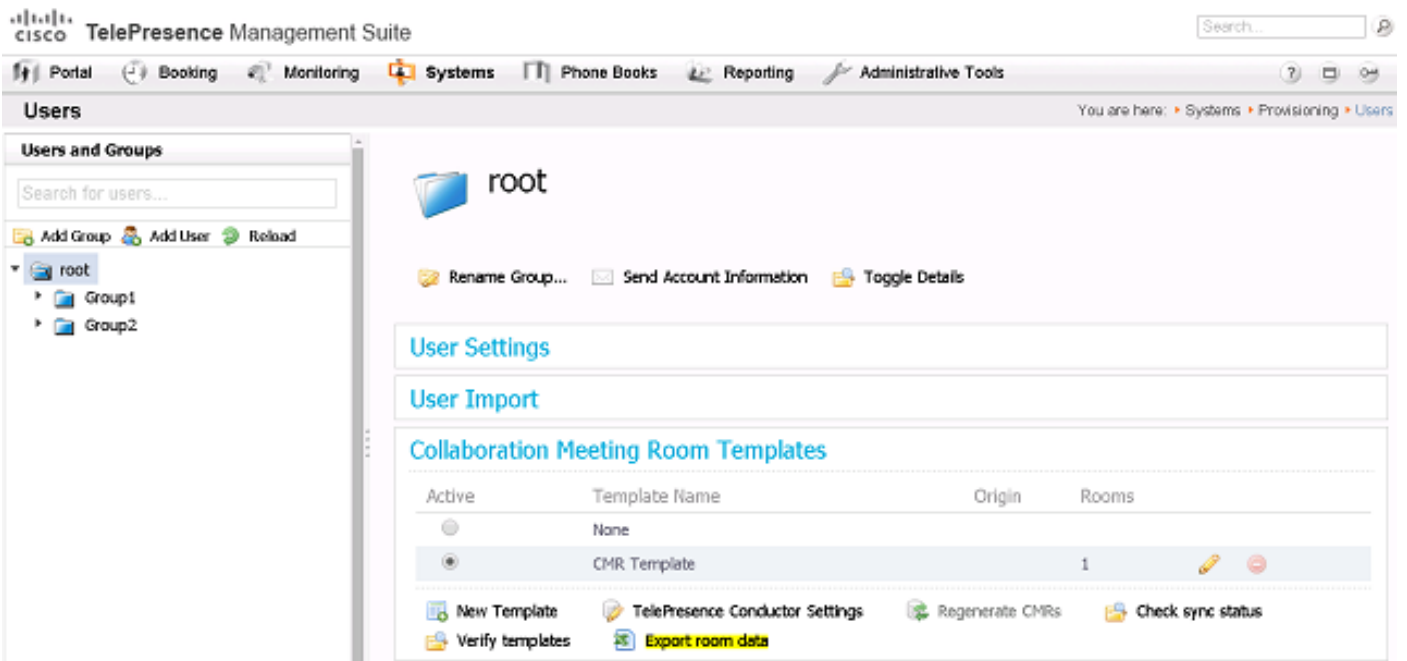 CISCO TelePresence Management Suite
Search...
Portal Booking Monitoring Systems Phone Books Reporting Administrative Tools ?
Users You are here: Systems Provisioning Users
Users and Groups
Search for users...
Add Group Add User Reload
root
Group1
Group2
root
Rename Group... Send Account Information Toggle Details
User Settings
User Import
Collaboration Meeting Room Templates
Active Template Name Origin Rooms
None
CMR Template 1
New Template TelePresence Conductor Settings Regenerate CMRs Check sync status
Verify templates Export room data